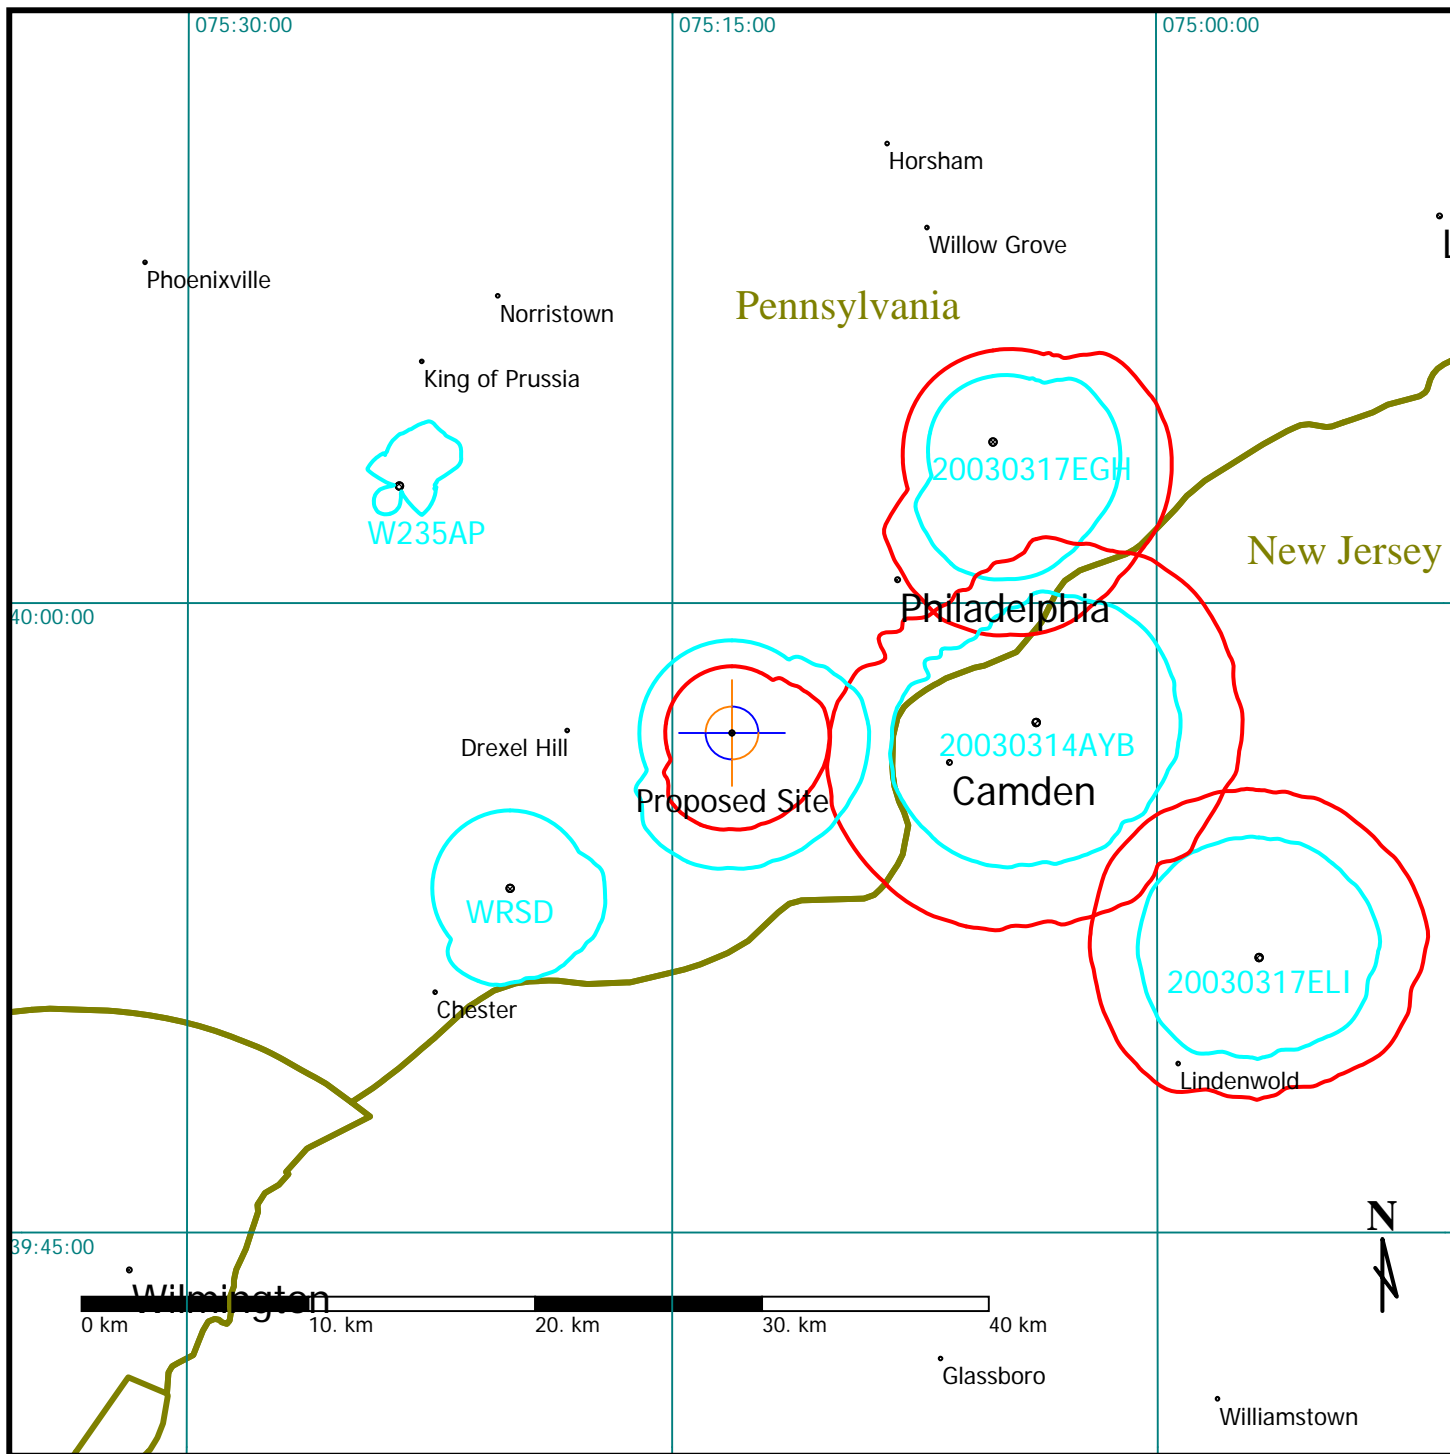 075:30:00
075:15:00
075:00:00
Horsham
Willow Grove
L
Phoenixville
Norristown
Pennsylvania
King of Prussia
20030317EGH
W235AP
New Jersey
40:00:00
Philadelphia
Drexel Hill
20030314AYB
Proposed Site
Camden
WRSD
20030317ELI
Chester
Lindenwold
N
39:45:00
Wilmington
0 km
10. km
20. km
30. km
40 km
Glassboro
Williamstown